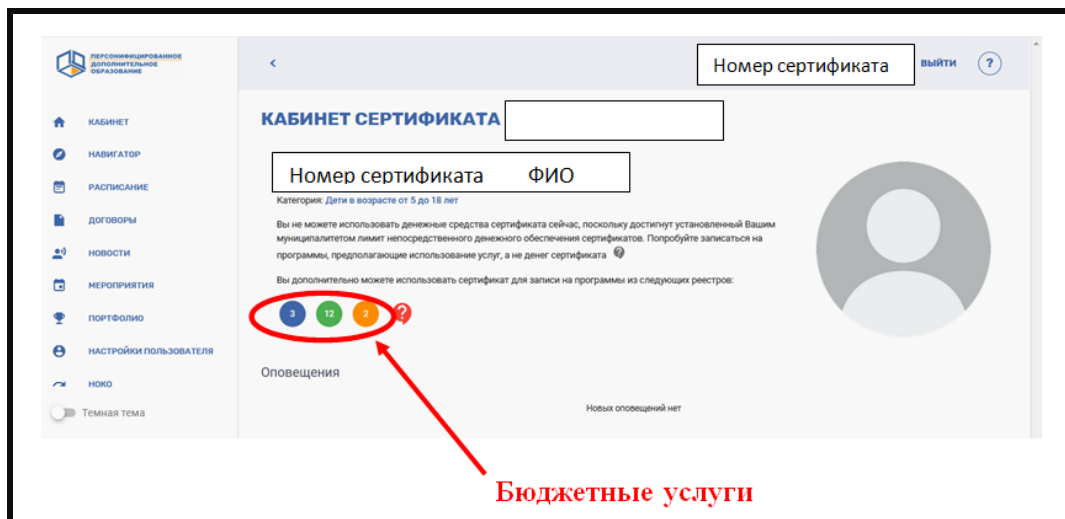 ПЕРСОНИФИЦИРОВАННОЕ
ДОПОЛНИТЕЛЬНОЕ
ОБРАЗОВАНИЕ
<
Номер сертификата
ВЫЙТИ
?
КАБИНЕТ
НАВИГАТОР
РАСПИСАНИЕ
ДОГОВОРЫ
НОВОСТИ
МЕРОПРИЯТИЯ
ПОРТФОЛИО
НАСТРОЙКИ ПОЛЬЗОВАТЕЛЯ
НОКО
Темная тема
КАБИНЕТ СЕРТИФИКАТА
Номер сертификата ФИО
Категория: Дети в возрасте от 5 до 18 лет
Вы не можете использовать денежные средства сертификата сейчас, поскольку достигнут установленный Вашим
муниципалитетом лимит непосредственного денежного обеспечения сертификатов. Попробуйте записаться на
программы, предполагающие использование услуг, а не денег сертификата ?
Вы дополнительно можете использовать сертификат для записи на программы из следующих реестров:
3 12 2 ?
Оповещения
Новых оповещений нет
Бюджетные услуги